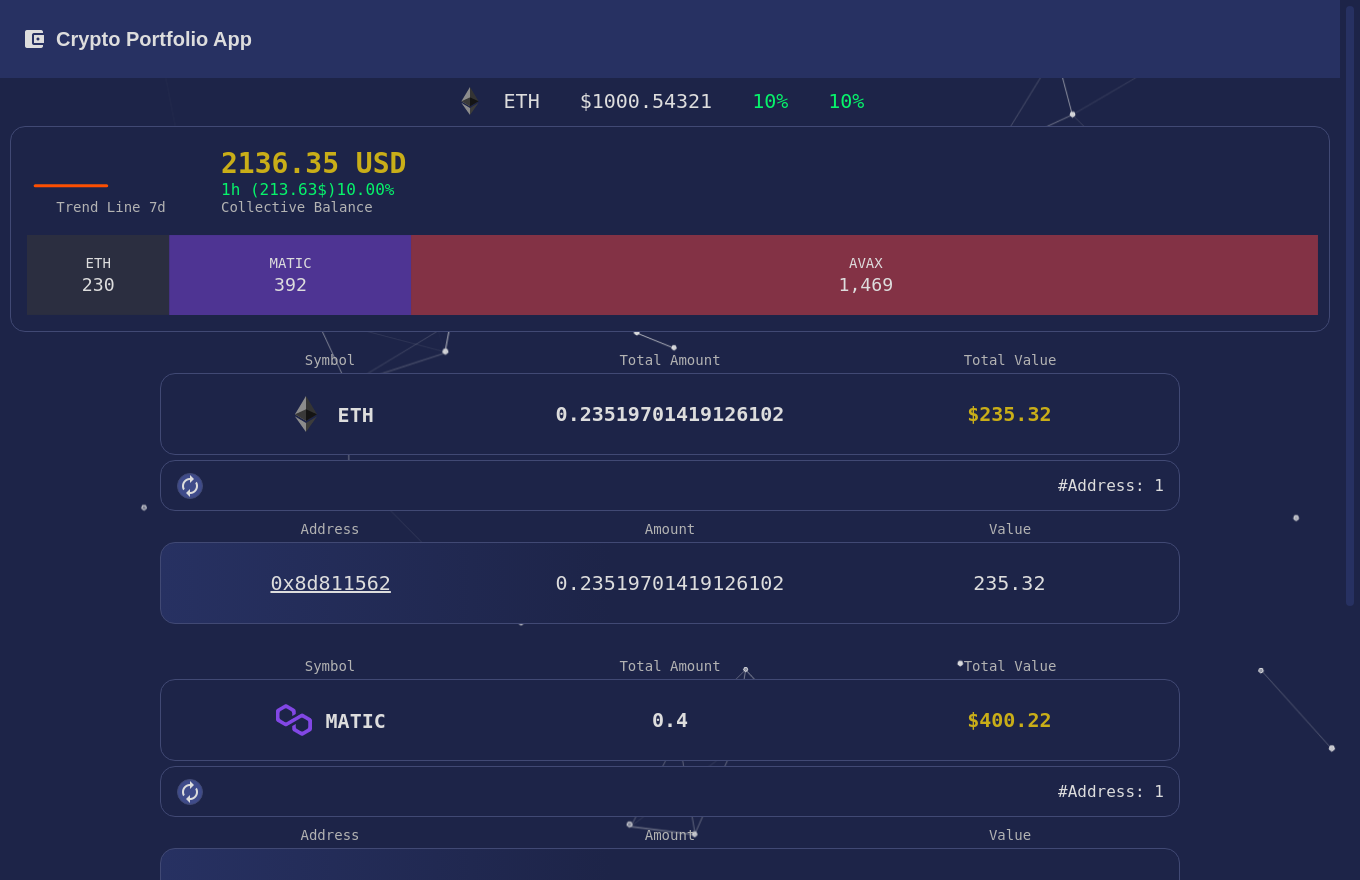 Crypto Portfolio App
ETH $1000.54321 10% 10%
2136.35 USD
1h (213.63$)10.00%
Trend Line 7d Collective Balance
ETH MATIC AVAX
230 392 1,469
Symbol Total Amount Total Value
ETH 0.23519701419126102 $235.32
#Address: 1
Address Amount Value
0x8d811562 0.23519701419126102 235.32
Symbol Total Amount Total Value
MATIC 0.4 $400.22
#Address: 1
Address Amount Value